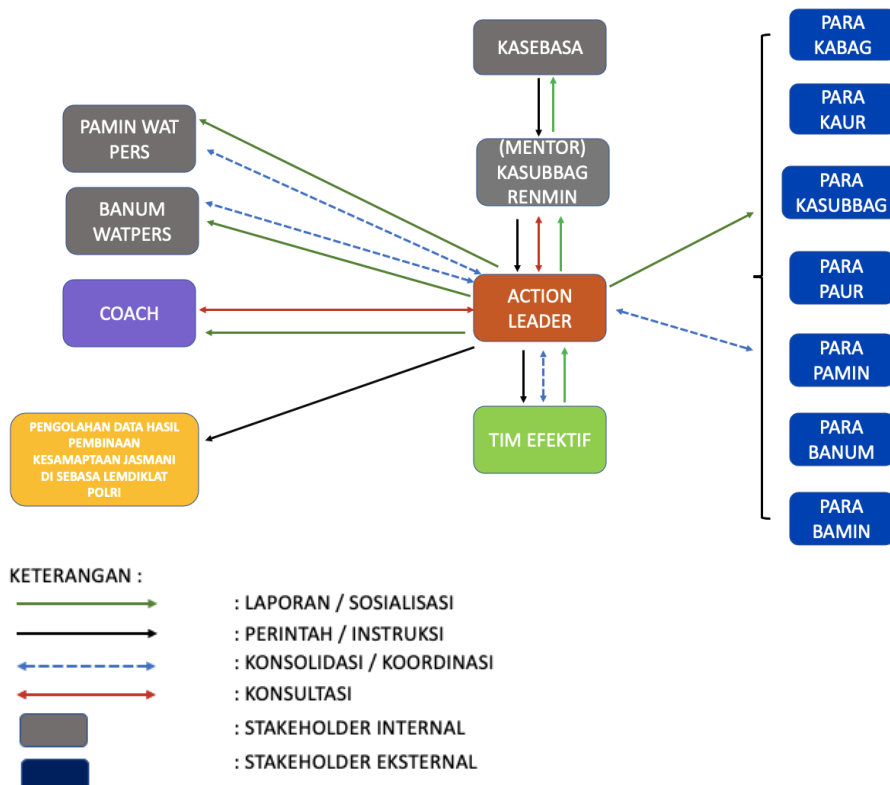 KASEBASA
PARA
KABAG
PARA
KAUR
PAMIN WAT
PERS
(MENTOR)
KASUBBAG
RENMIN
PARA
KASUBBAG
BANUM
WATPERS
COACH
ACTION
LEADER
PARA
PAUR
PARA
PAMIN
PENGOLAHAN DATA HASIL
PEMBINAAN
KESAMAPTAAN JASMANI
DI SEBASA LEMDIKLAT
POLRI
TIM EFEKTIF
PARA
BANUM
PARA
BAMIN
KETERANGAN :
: LAPORAN / SOSIALISASI
: PERINTAH / INSTRUKSI
: KONSOLIDASI / KOORDINASI
: KONSULTASI
: STAKEHOLDER INTERNAL
: STAKEHOLDER EKSTERNAL